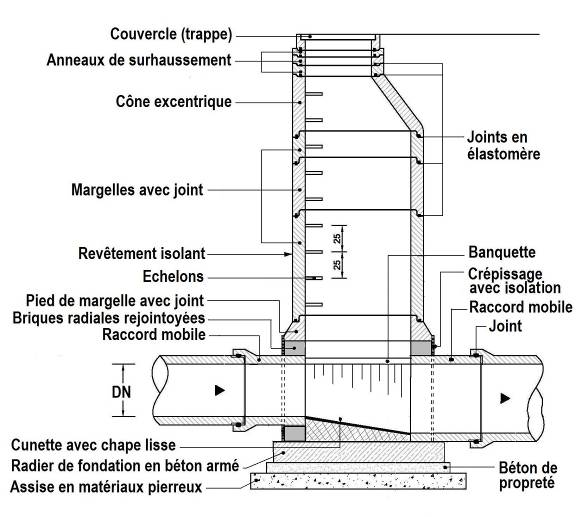 Couvercle (trappe)
Anneaux de surhaussement
Cône excentrique
Joints en
élastomère
Margelles avec joint
25
25
Revêtement isolant
Echelons
Banquette
Crépissage
avec isolation
Pied de margelle avec joint
Raccord mobile
Briques radiales rejointoyées
Joint
Raccord mobile
DN
Cunette avec chape lisse
Radier de fondation en béton armé
Assise en matériaux pierreux
Béton de
propreté